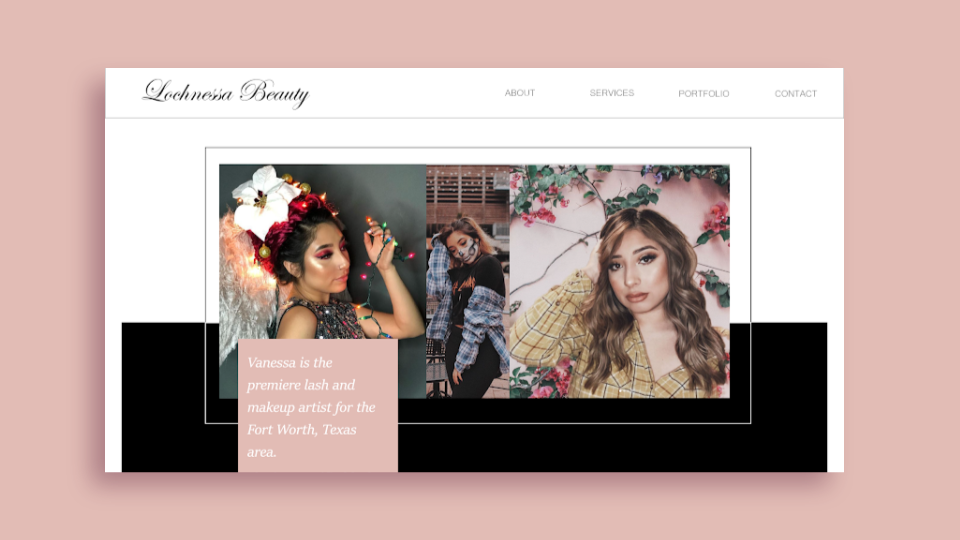 Lochnessa Beauty
ABOUT SERVICES PORTFOLIO CONTACT
Vanessa is the
premiere lash and
makeup artist for the
Fort Worth, Texas
area.